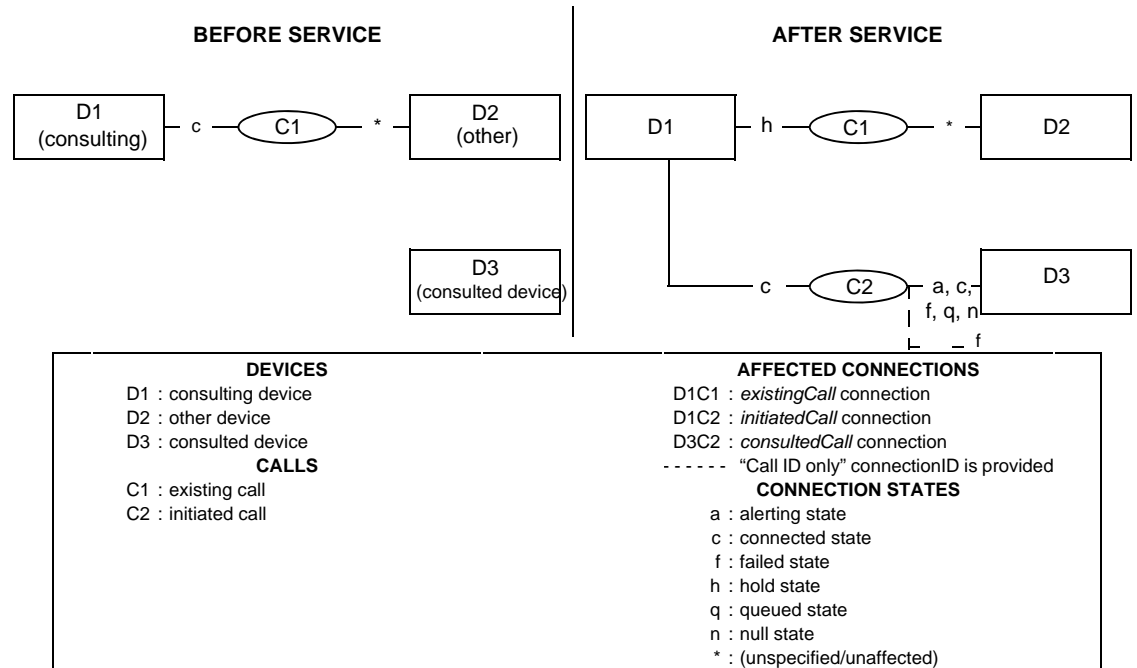 BEFORE SERVICE
AFTER SERVICE
D1
(consulting)
c
C1
*
D2
(other)
D3
(consulted device)
D1
h
C1
*
D2
c
C2
a, c,
f, q, n
f
D3
DEVICES
D1 : consulting device
D2 : other device
D3 : consulted device
CALLS
C1 : existing call
C2 : initiated call
AFFECTED CONNECTIONS
D1C1 : existingCall connection
D1C2 : initiatedCall connection
D3C2 : consultedCall connection
- - - - - - “Call ID only” connectionID is provided
CONNECTION STATES
a : alerting state
c : connected state
f : failed state
h : hold state
q : queued state
n : null state
* : (unspecified/unaffected)